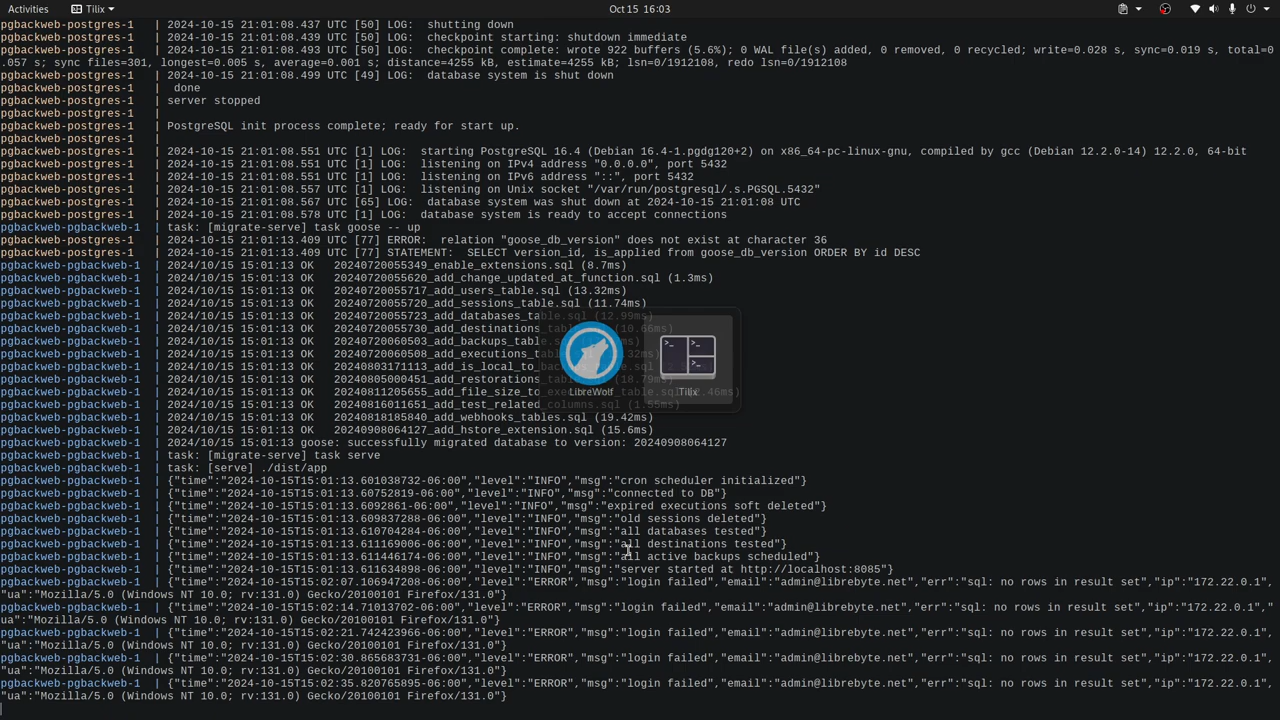 Activities Tilix Oct 15 16:03
pgbackweb-postgres-1 | 2024-10-15 21:01:08.437 UTC [50] LOG: shutting down
pgbackweb-postgres-1 | 2024-10-15 21:01:08.439 UTC [50] LOG: checkpoint starting: shutdown immediate
pgbackweb-postgres-1 | 2024-10-15 21:01:08.493 UTC [50] LOG: checkpoint complete: wrote 922 buffers (5.6%); 0 WAL file(s) added, 0 removed, 0 recycled; write=0.028 s, sync=0.019 s, total=0
.057 s; sync files=301, longest=0.005 s, average=0.001 s; distance=4255 kB, estimate=4255 kB; lsn=0/1912108, redo lsn=0/1912108
pgbackweb-postgres-1 | 2024-10-15 21:01:08.499 UTC [49] LOG: database system is shut down
pgbackweb-postgres-1 | done
pgbackweb-postgres-1 | server stopped
pgbackweb-postgres-1 |
pgbackweb-postgres-1 | PostgreSQL init process complete; ready for start up.
pgbackweb-postgres-1 |
pgbackweb-postgres-1 | 2024-10-15 21:01:08.551 UTC [1] LOG: starting PostgreSQL 16.4 (Debian 16.4-1.pgdg120+2) on x86_64-pc-linux-gnu, compiled by gcc (Debian 12.2.0-14) 12.2.0, 64-bit
pgbackweb-postgres-1 | 2024-10-15 21:01:08.551 UTC [1] LOG: listening on IPv4 address "0.0.0.0", port 5432
pgbackweb-postgres-1 | 2024-10-15 21:01:08.551 UTC [1] LOG: listening on IPv6 address "::", port 5432
pgbackweb-postgres-1 | 2024-10-15 21:01:08.557 UTC [1] LOG: listening on Unix socket "/var/run/postgresql/.s.PGSQL.5432"
pgbackweb-postgres-1 | 2024-10-15 21:01:08.567 UTC [65] LOG: database system was shut down at 2024-10-15 21:01:08 UTC
pgbackweb-postgres-1 | 2024-10-15 21:01:08.578 UTC [1] LOG: database system is ready to accept connections
pgbackweb-pgbackweb-1 | task: [migrate-serve] task goose -- up
pgbackweb-postgres-1 | 2024-10-15 21:01:13.409 UTC [77] ERROR: relation "goose_db_version" does not exist at character 36
pgbackweb-postgres-1 | 2024-10-15 21:01:13.409 UTC [77] STATEMENT: SELECT version_id, is_applied from goose_db_version ORDER BY id DESC
pgbackweb-pgbackweb-1 | 2024/10/15 15:01:13 OK 20240720055349_enable_extensions.sql (8.7ms)
pgbackweb-pgbackweb-1 | 2024/10/15 15:01:13 OK 20240720055620_add_change_updated_at_function.sql (1.3ms)
pgbackweb-pgbackweb-1 | 2024/10/15 15:01:13 OK 20240720055717_add_users_table.sql (13.32ms)
pgbackweb-pgbackweb-1 | 2024/10/15 15:01:13 OK 20240720055720_add_sessions_table.sql (11.74ms)
pgbackweb-pgbackweb-1 | 2024/10/15 15:01:13 OK 20240720055723_add_databases_table.sql (12.99ms)
pgbackweb-pgbackweb-1 | 2024/10/15 15:01:13 OK 20240720055730_add_destinations_table.sql (10.66ms)
pgbackweb-pgbackweb-1 | 2024/10/15 15:01:13 OK 20240720060503_add_backups_table.sql
pgbackweb-pgbackweb-1 | 2024/10/15 15:01:13 OK 20240720060508_add_executions_
pgbackweb-pgbackweb-1 | 2024/10/15 15:01:13 OK 20240803171113_add_is_local_to_
pgbackweb-pgbackweb-1 | 2024/10/15 15:01:13 OK 20240805000451_add_restorations_ (18.79ms)
pgbackweb-pgbackweb-1 | 2024/10/15 15:01:13 OK 20240811205665_add_file_size_to_
pgbackweb-pgbackweb-1 | 2024/10/15 15:01:13 OK 20240816011651_add_test_related_columns.sql (1.55ms)
LibreWolf Tilix
pgbackweb-pgbackweb-1 | 2024/10/15 15:01:13 OK 20240818185840_add_webhooks_tables.sql (19.42ms)
pgbackweb-pgbackweb-1 | 2024/10/15 15:01:13 OK 20240908064127_add_hstore_extension.sql (15.6ms)
pgbackweb-pgbackweb-1 | 2024/10/15 15:01:13 goose: successfully migrated database to version: 20240908064127
pgbackweb-pgbackweb-1 | task: [migrate-serve] task serve
pgbackweb-pgbackweb-1 | task: [serve] ./dist/app
pgbackweb-pgbackweb-1 | {"time":"2024-10-15T15:01:13.601038732-06:00","level":"INFO","msg":"cron scheduler initialized"}
pgbackweb-pgbackweb-1 | {"time":"2024-10-15T15:01:13.60752819-06:00","level":"INFO","msg":"connected to DB"}
pgbackweb-pgbackweb-1 | {"time":"2024-10-15T15:01:13.6092861-06:00","level":"INFO","msg":"expired executions soft deleted"}
pgbackweb-pgbackweb-1 | {"time":"2024-10-15T15:01:13.609837288-06:00","level":"INFO","msg":"old sessions deleted"}
pgbackweb-pgbackweb-1 | {"time":"2024-10-15T15:01:13.610704284-06:00","level":"INFO","msg":"all databases tested"}
pgbackweb-pgbackweb-1 | {"time":"2024-10-15T15:01:13.611169006-06:00","level":"INFO","msg":"all destinations tested"}
pgbackweb-pgbackweb-1 | {"time":"2024-10-15T15:01:13.611446174-06:00","level":"INFO","msg":"all active backups scheduled"}
pgbackweb-pgbackweb-1 | {"time":"2024-10-15T15:01:13.611634898-06:00","level":"INFO","msg":"server started at http://localhost:8085"}
pgbackweb-pgbackweb-1 | {"time":"2024-10-15T15:02:07.106947208-06:00","level":"ERROR","msg":"login failed","email":"admin@librebyte.net","err":"sql: no rows in result set","ip":"172.22.0.1",
"ua":"Mozilla/5.0 (Windows NT 10.0; rv:131.0) Gecko/20100101 Firefox/131.0"}
pgbackweb-pgbackweb-1 | {"time":"2024-10-15T15:02:14.71013702-06:00","level":"ERROR","msg":"login failed","email":"admin@librebyte.net","err":"sql: no rows in result set","ip":"172.22.0.1","
ua":"Mozilla/5.0 (Windows NT 10.0; rv:131.0) Gecko/20100101 Firefox/131.0"}
pgbackweb-pgbackweb-1 | {"time":"2024-10-15T15:02:21.742423966-06:00","level":"ERROR","msg":"login failed","email":"admin@librebyte.net","err":"sql: no rows in result set","ip":"172.22.0.1",
"ua":"Mozilla/5.0 (Windows NT 10.0; rv:131.0) Gecko/20100101 Firefox/131.0"}
pgbackweb-pgbackweb-1 | {"time":"2024-10-15T15:02:30.865683731-06:00","level":"ERROR","msg":"login failed","email":"admin@librebyte.net","err":"sql: no rows in result set","ip":"172.22.0.1",
"ua":"Mozilla/5.0 (Windows NT 10.0; rv:131.0) Gecko/20100101 Firefox/131.0"}
pgbackweb-pgbackweb-1 | {"time":"2024-10-15T15:02:35.820765895-06:00","level":"ERROR","msg":"login failed","email":"admin@librebyte.net","err":"sql: no rows in result set","ip":"172.22.0.1",
"ua":"Mozilla/5.0 (Windows NT 10.0; rv:131.0) Gecko/20100101 Firefox/131.0"}